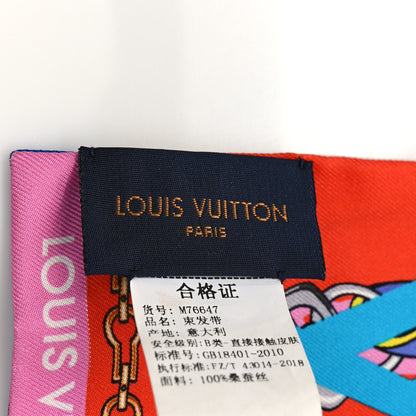 LOUIS VUITTON
PARIS
LOUIS V
合格证
货号: M76647
品名: 束发带
产地: 意大利
安全级别: B类-直接接触皮肤
标准号: GB18401-2010
执行标准: FZ/T 43014-2018
面料: 100%桑蚕丝